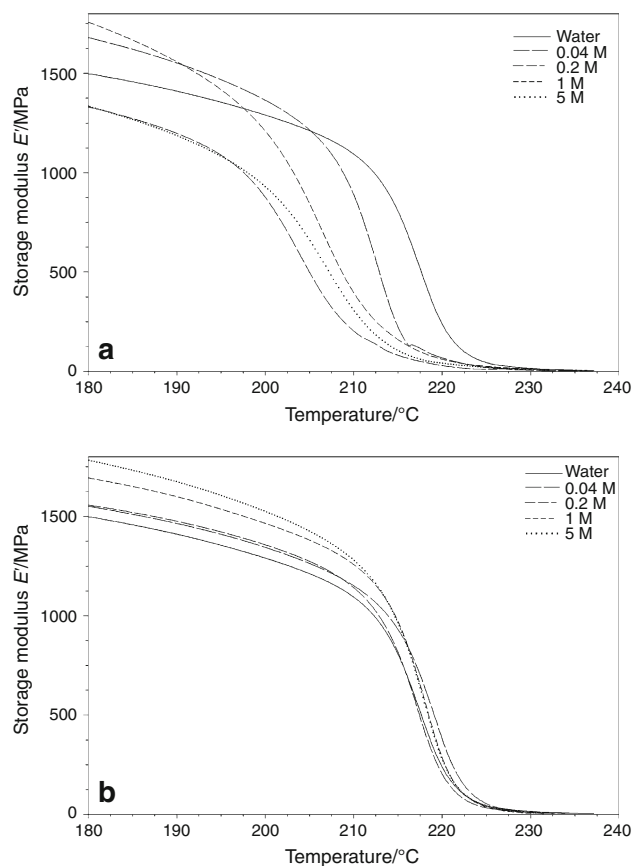 Storage modulus E′/MPa
1500
1000
500
0
Water
0.04 M
0.2 M
1 M
5 M
a
180 190 200 210 220 230 240
Temperature/°C
Storage modulus E′/MPa
1500
1000
500
0
Water
0.04 M
0.2 M
1 M
5 M
b
180 190 200 210 220 230 240
Temperature/°C